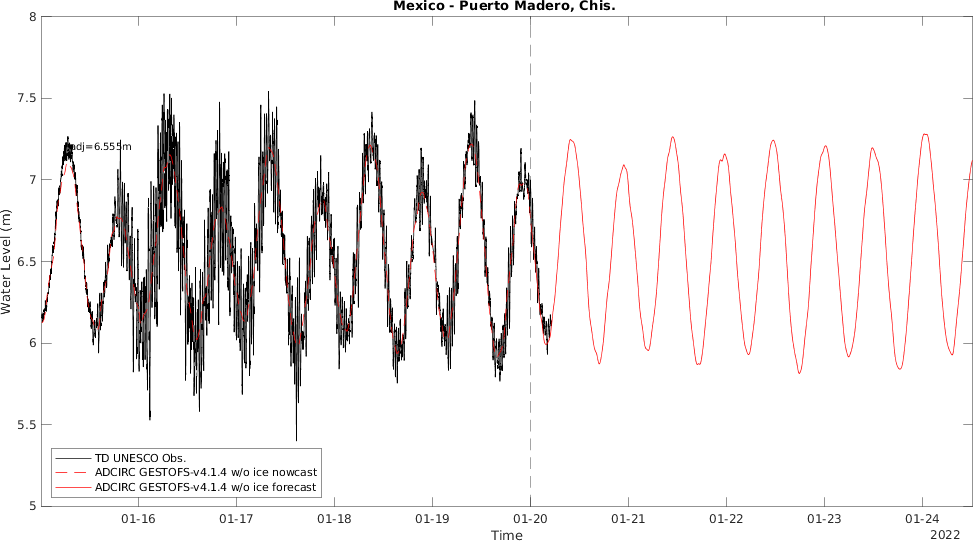 Mexico - Puerto Madero, Chis.
8
7.5
7
6.5
6
5.5
5
Water Level (m)
adj=6.555m
TD UNESCO Obs.
ADCIRC GESTOFS-v4.1.4 w/o ice nowcast
ADCIRC GESTOFS-v4.1.4 w/o ice forecast
01-16
01-17
01-18
01-19
01-20
01-21
01-22
01-23
01-24
Time
2022